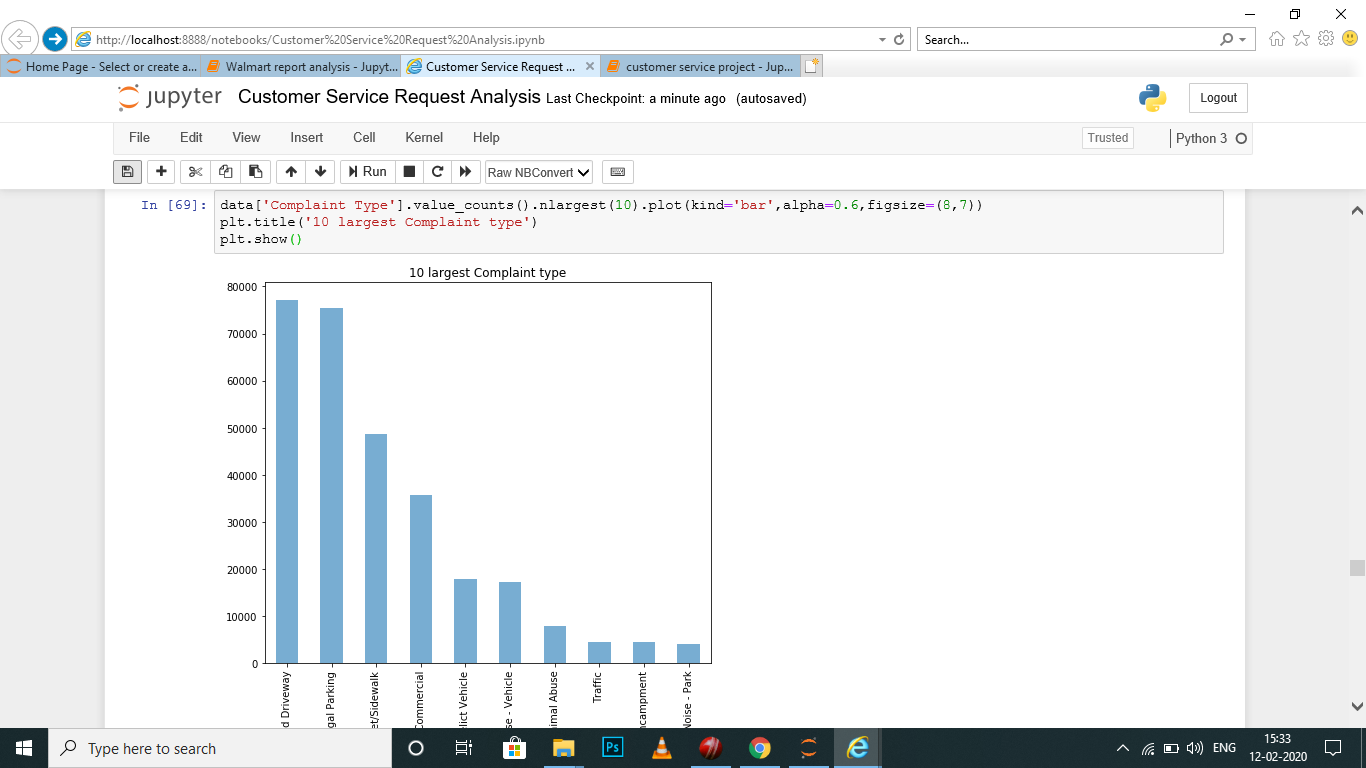 http://localhost:8888/notebooks/Customer%20Service%20Request%20Analysis.ipynb
Search...
Home Page - Select or create a...
Walmart report analysis - Jupyt...
Customer Service Request ...
customer service project - Jup...
jupyter Customer Service Request Analysis Last Checkpoint: a minute ago (autosaved)
Logout
File Edit View Insert Cell Kernel Help
Trusted
Python 3
Run
Raw NBConvert
In [69]: data['Complaint Type'].value_counts().nlargest(10).plot(kind='bar',alpha=0.6,figsize=(8,7))
plt.title('10 largest Complaint type')
plt.show()
10 largest Complaint type
80000
70000
60000
50000
40000
30000
20000
10000
0
d Driveway
gal Parking
et/Sidewalk
Commercial
lict Vehicle
se - Vehicle
imal Abuse
Traffic
ncampment
Noise - Park
Type here to search
Ps
ENG
15:33
12-02-2020